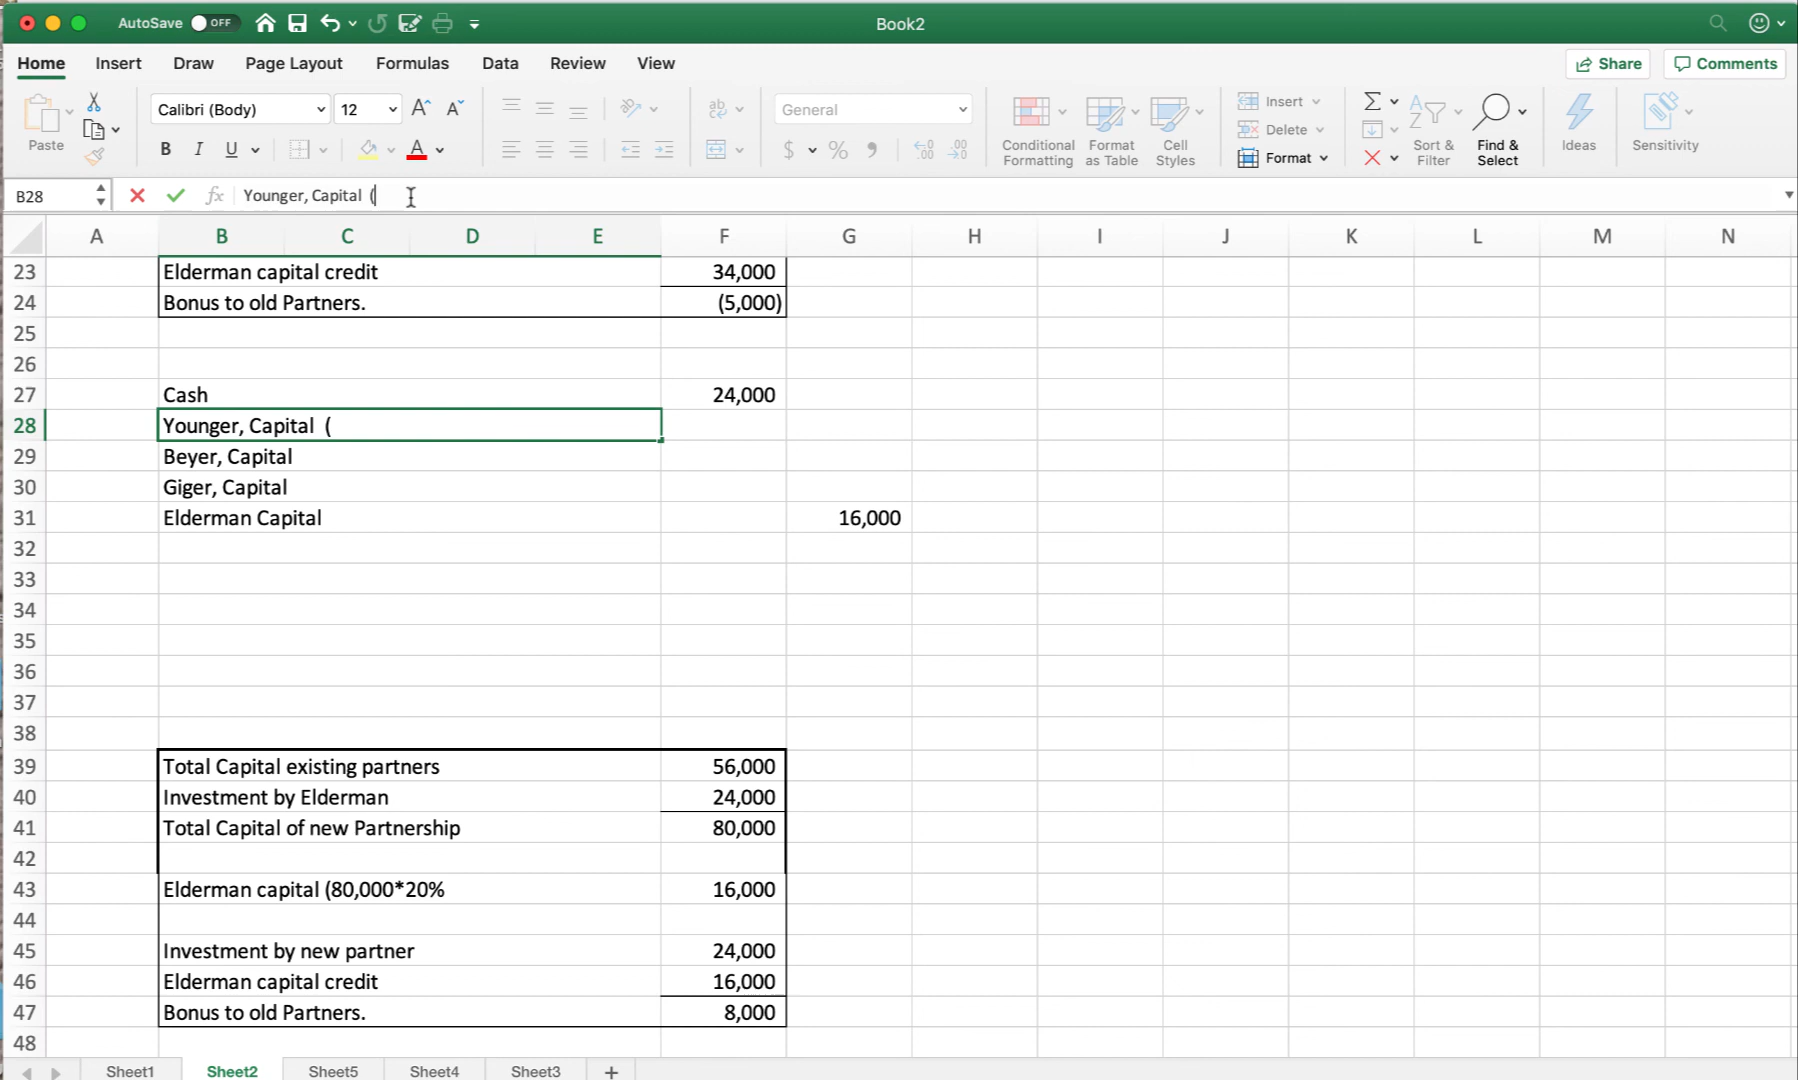 AutoSave OFF Book2
Home Insert Draw Page Layout Formulas Data Review View Share Comments
Calibri (Body) 12 A^ Aˇ ab General Insert
Paste B I U A $ % Conditional Formatting Format as Table Cell Styles Delete Format Sort & Filter Find & Select Ideas Sensitivity
B28 fx Younger, Capital (
A B C D E F G H I J K L M N
23 Elderman capital credit 34,000
24 Bonus to old Partners. (5,000)
25
26
27 Cash 24,000
28 Younger, Capital (
29 Beyer, Capital
30 Giger, Capital
31 Elderman Capital 16,000
32
33
34
35
36
37
38
39 Total Capital existing partners 56,000
40 Investment by Elderman 24,000
41 Total Capital of new Partnership 80,000
42
43 Elderman capital (80,000*20% 16,000
44
45 Investment by new partner 24,000
46 Elderman capital credit 16,000
47 Bonus to old Partners. 8,000
48
Sheet1 Sheet2 Sheet5 Sheet4 Sheet3 +